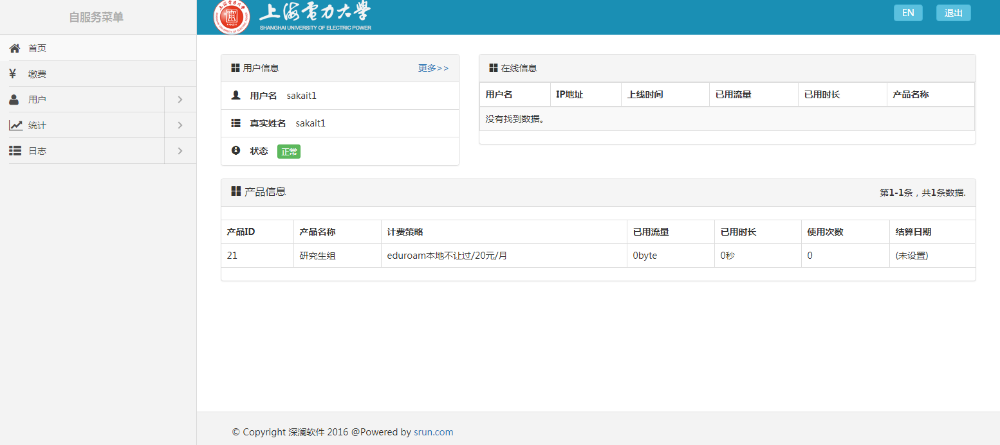 自服务菜单
首页
¥ 缴费
用户
统计
日志
上海電力大學
SHANGHAI UNIVERSITY OF ELECTRIC POWER
EN 退出
用户信息 更多>>
用户名 sakait1
真实姓名 sakait1
状态 正常
在线信息
用户名 IP地址 上线时间 已用流量 已用时长 产品名称
没有找到数据。
产品信息 第1-1条，共1条数据.
产品ID 产品名称 计费策略 已用流量 已用时长 使用次数 结算日期
21 研究生组 eduroam本地不让过/20元/月 0byte 0秒 0 (未设置)
© Copyright 深澜软件 2016 @Powered by srun.com